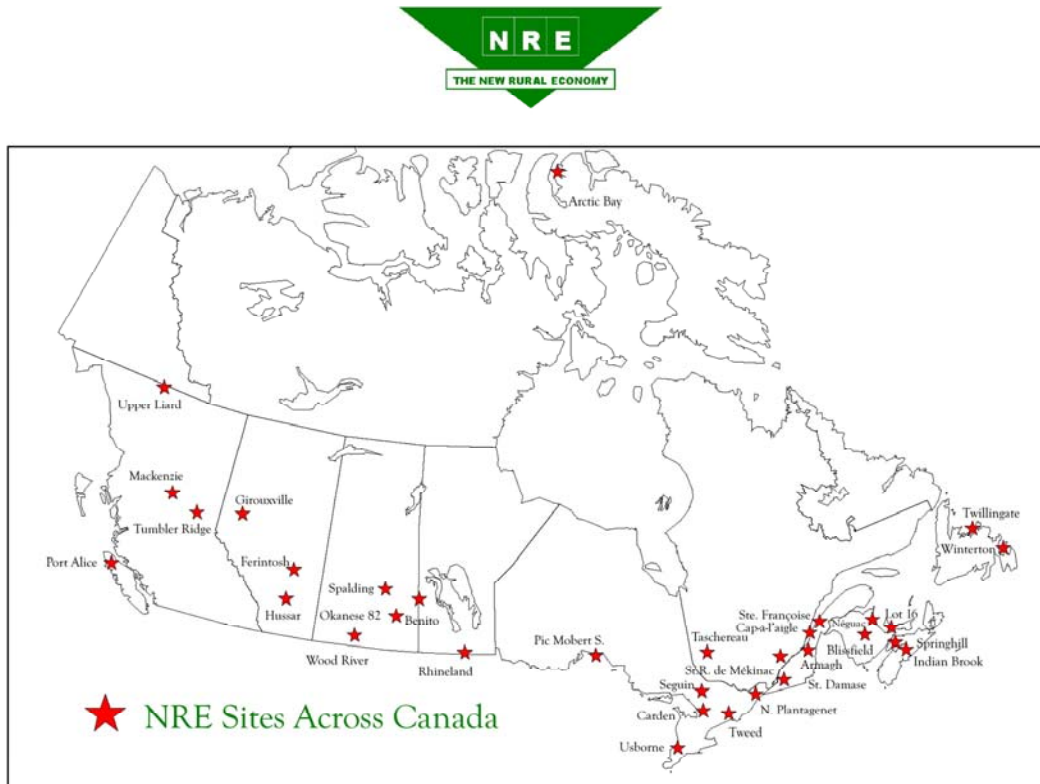 NRE
THE NEW RURAL ECONOMY
Arctic Bay
Upper Liard
Mackenzie
Girouxville
Tumbler Ridge
Twillingate
Winterton
Port Alice
Ferintosh
Spalding
Hussar
Okanese 82
Benito
Wood River
Rhineland
Pic Mobert S.
Taschereau
Ste. Françoise
Cap-a-l'aigle
Néguac
Lot 16
Blissfield
Springhill
Indian Brook
Armagh
St.R. de Mékinac
St. Damase
Seguin
N. Plantagenet
Carden
Tweed
Usborne
NRE Sites Across Canada